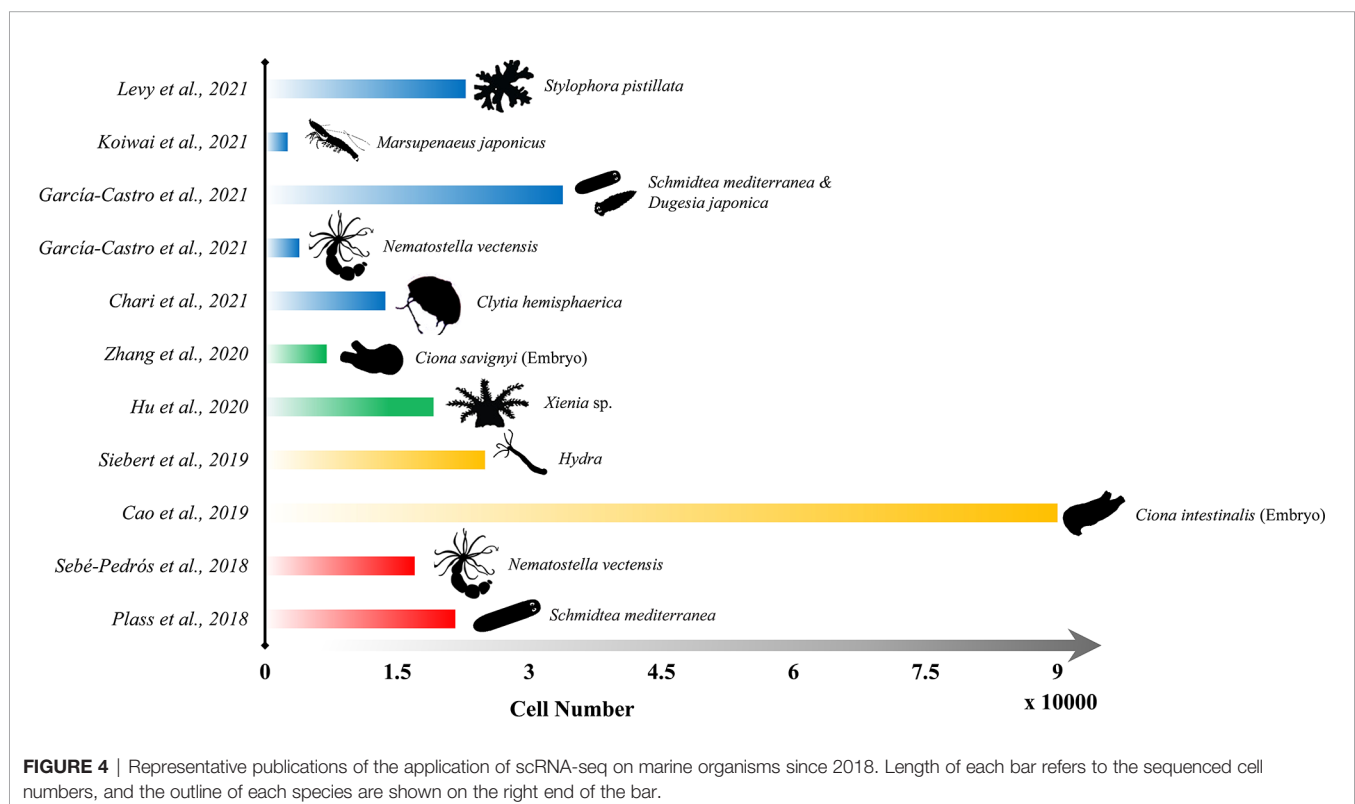 Levy et al., 2021
Stylophora pistillata
Koiwai et al., 2021
Marsupenaeus japonicus
García-Castro et al., 2021
Schmidtea mediterranea &
Dugesia japonica
García-Castro et al., 2021
Nematostella vectensis
Chari et al., 2021
Clytia hemisphaerica
Zhang et al., 2020
Ciona savignyi (Embryo)
Hu et al., 2020
Xienia sp.
Siebert et al., 2019
Hydra
Cao et al., 2019
Ciona intestinalis (Embryo)
Sebé-Pedrós et al., 2018
Nematostella vectensis
Plass et al., 2018
Schmidtea mediterranea
0 1.5 3 4.5 6 7.5 9
x 10000
Cell Number
FIGURE 4 | Representative publications of the application of scRNA-seq on marine organisms since 2018. Length of each bar refers to the sequenced cell
numbers, and the outline of each species are shown on the right end of the bar.